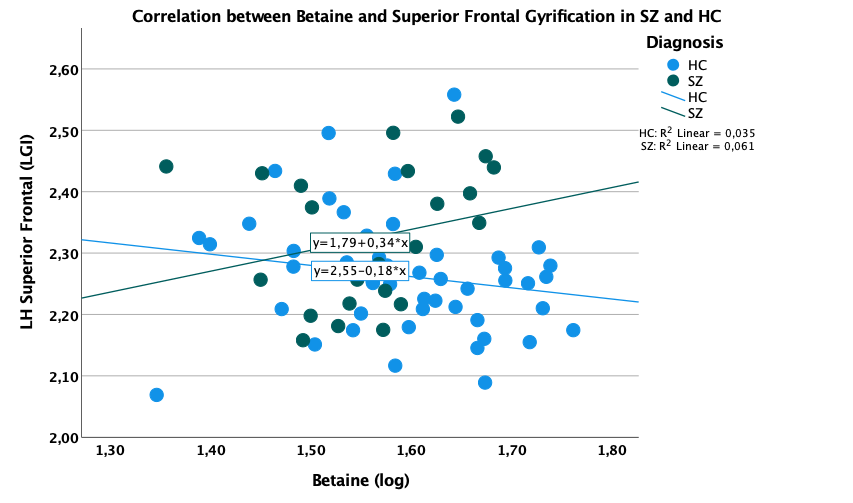 Correlation between Betaine and Superior Frontal Gyrification in SZ and HC
Diagnosis
HC
SZ
HC
SZ
HC: R² Linear = 0,035
SZ: R² Linear = 0,061
LH Superior Frontal (LGI)
2,60
2,50
2,40
2,30
2,20
2,10
2,00
y=1,79+0,34*x
y=2,55-0,18*x
1,30 1,40 1,50 1,60 1,70 1,80
Betaine (log)